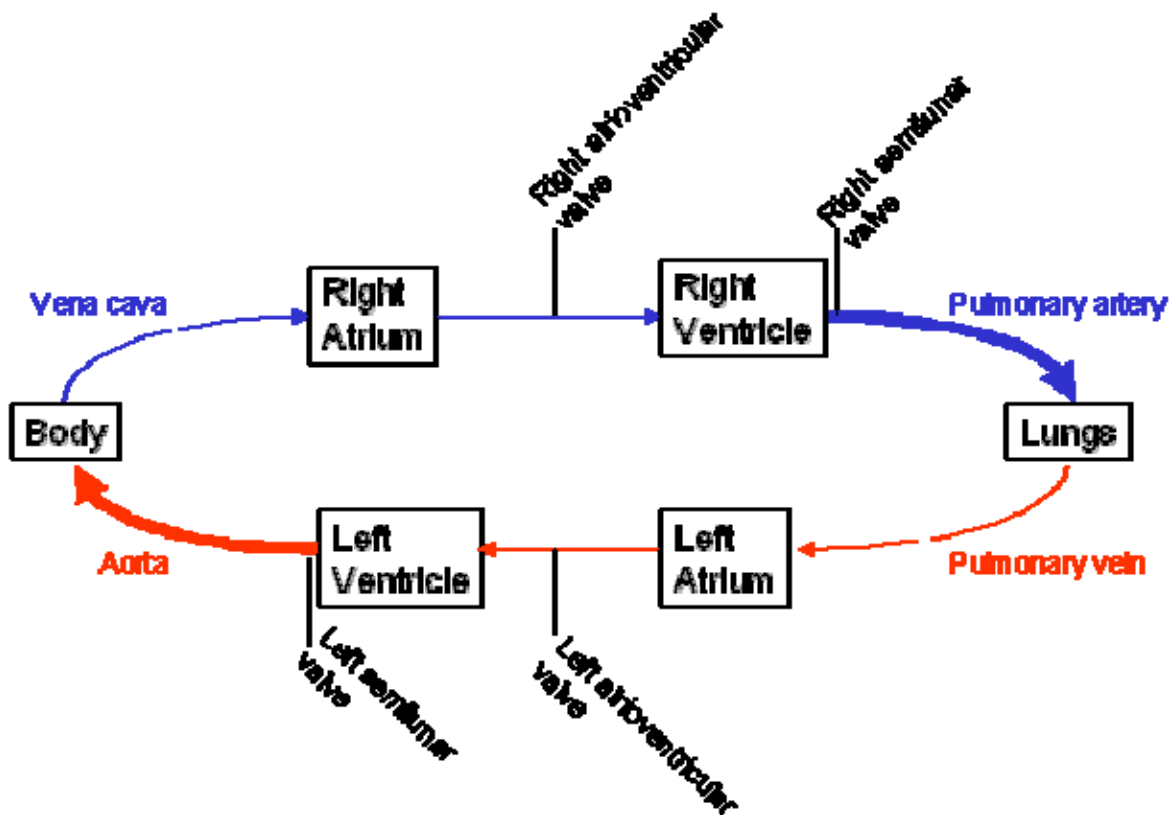 Right atrioventricular
valve
Right semilunar
valve
Vena cava
Right
Atrium
Right
Ventricle
Pulmonary artery
Body
Lungs
Aorta
Left
Ventricle
Left
Atrium
Pulmonary vein
Left semilunar
valve
Left atrioventricular
valve